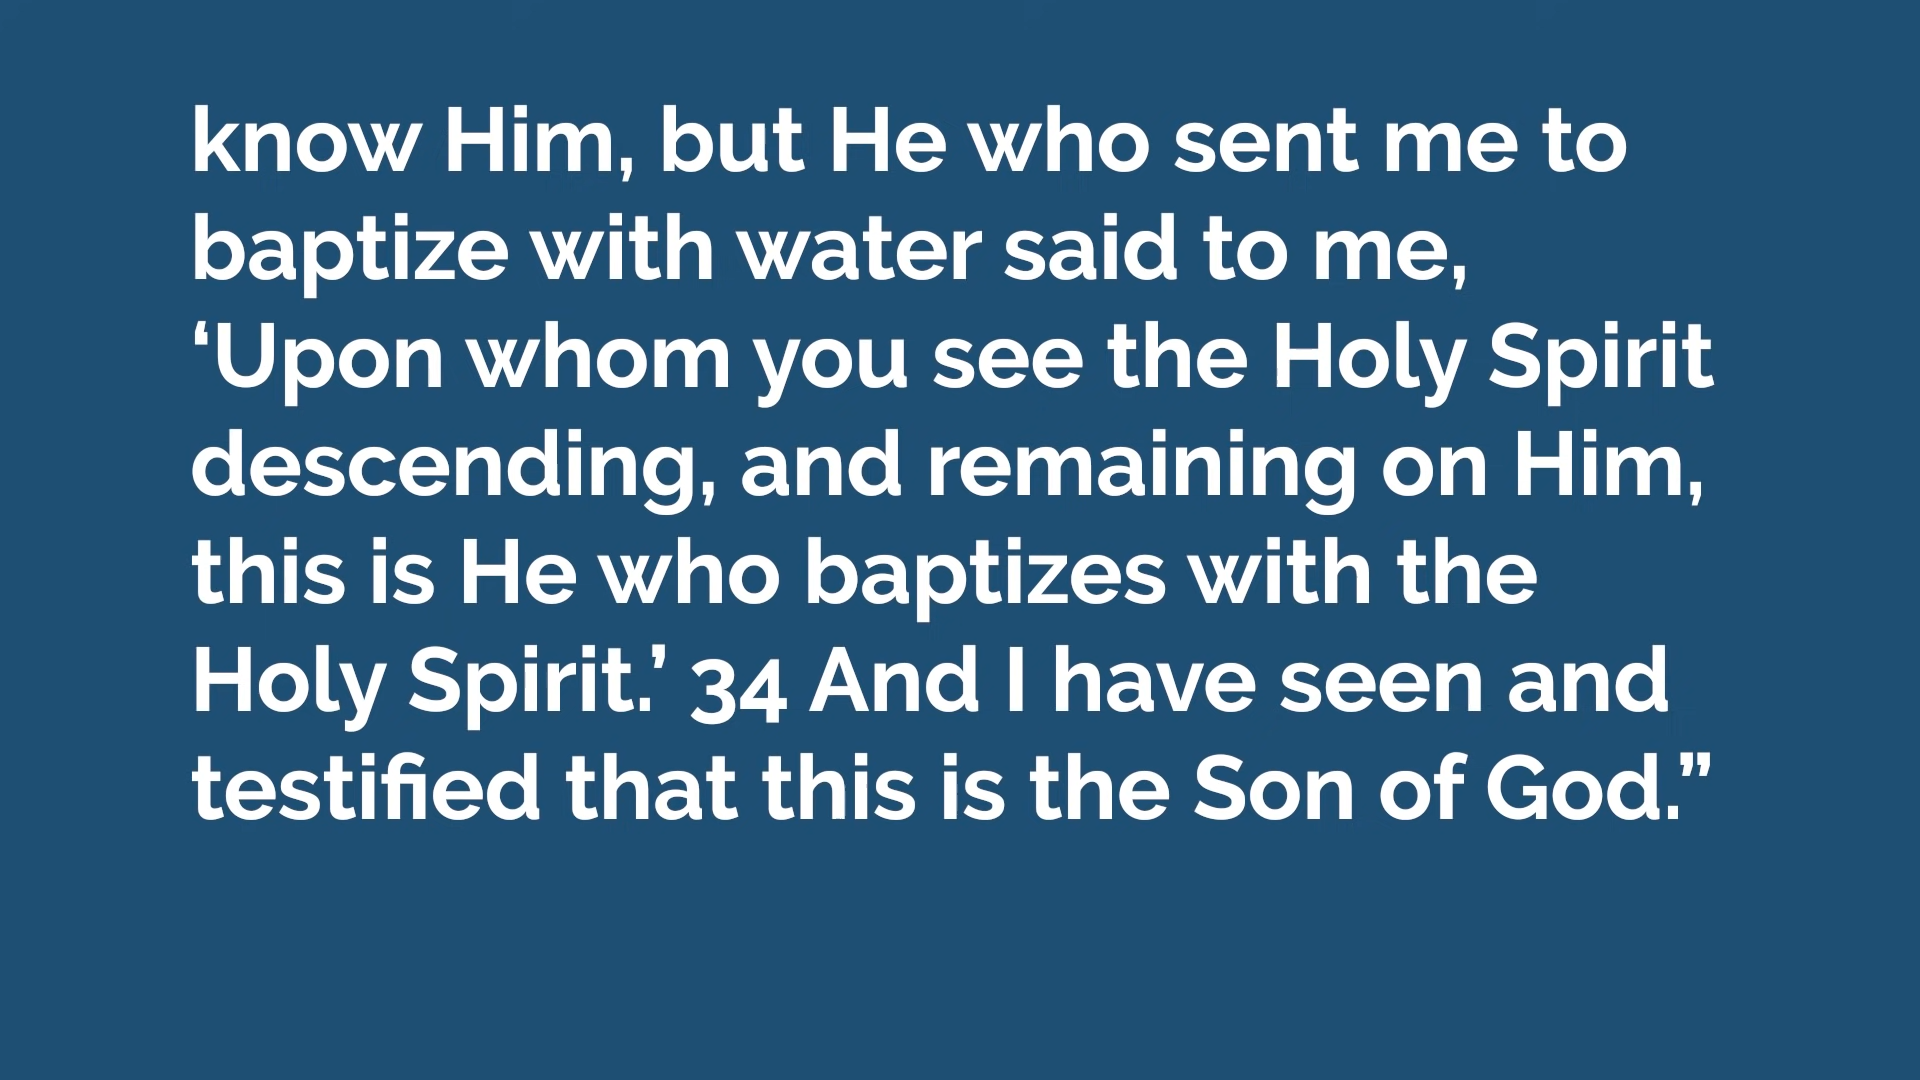 know Him, but He who sent me to
baptize with water said to me,
‘Upon whom you see the Holy Spirit
descending, and remaining on Him,
this is He who baptizes with the
Holy Spirit.’ 34 And I have seen and
testified that this is the Son of God.”